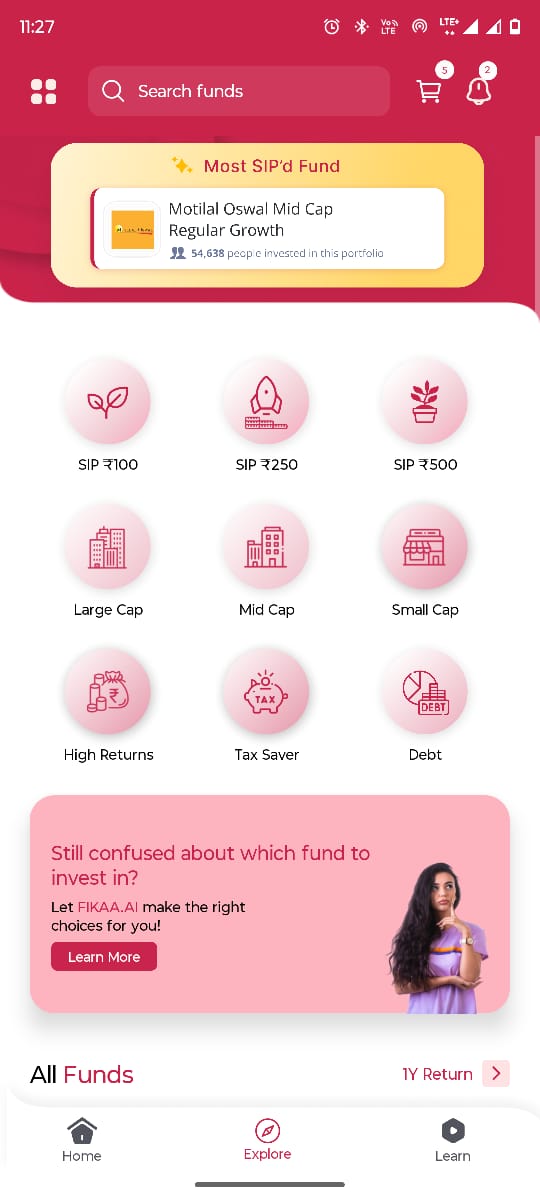 11:27
Vo))
LTE
LTE+
Search funds
5
2
Most SIP'd Fund
Motilal Oswal Mid Cap
Regular Growth
54,638 people invested in this portfolio
SIP ₹100
SIP ₹250
SIP ₹500
Large Cap
Mid Cap
Small Cap
₹
TAX
DEBT
High Returns
Tax Saver
Debt
Still confused about which fund to
invest in?
Let FIKAA.AI make the right
choices for you!
Learn More
All Funds
1Y Return
Home
Explore
Learn